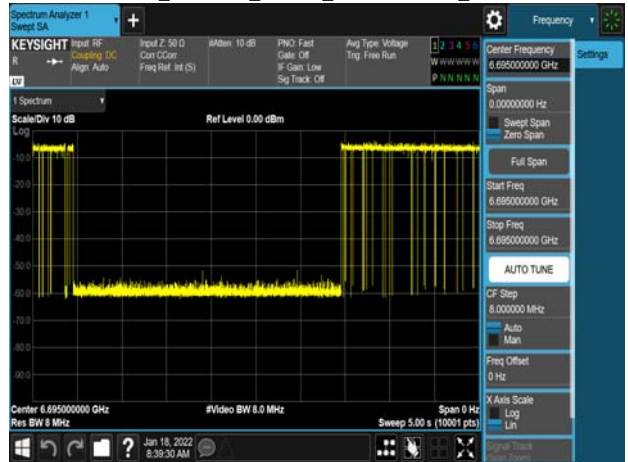 Spectrum Analyzer 1
Swept SA
+
Frequency
KEYSIGHT
R
Input: RF
Coupling: DC
Align: Auto
Input Z: 50 Ω
Corr CCorr
Freq Ref: Int (S)
#Atten: 10 dB
PNO: Fast
Gate: Off
IF Gain: Low
Sig Track: Off
Avg Type: Voltage
Trig: Free Run
1 2 3 4 5 6
W W W W W W
P N N N N N
LXI
Center Frequency
6.695000000 GHz
Settings
Span
0.00000000 Hz
Swept Span
Zero Span
Full Span
Start Freq
6.695000000 GHz
Stop Freq
6.695000000 GHz
AUTO TUNE
CF Step
8.000000 MHz
Auto
Man
Freq Offset
0 Hz
X Axis Scale
Log
Lin
Signal Track
(Span Zoom)
1 Spectrum
Scale/Div 10 dB
Ref Level 0.00 dBm
Log
-10.0
-20.0
-30.0
-40.0
-50.0
-60.0
-70.0
-80.0
-90.0
Center 6.695000000 GHz
#Video BW 8.0 MHz
Span 0 Hz
Res BW 8 MHz
Sweep 5.00 s (10001 pts)
?
Jan 18, 2022
8:39:30 AM